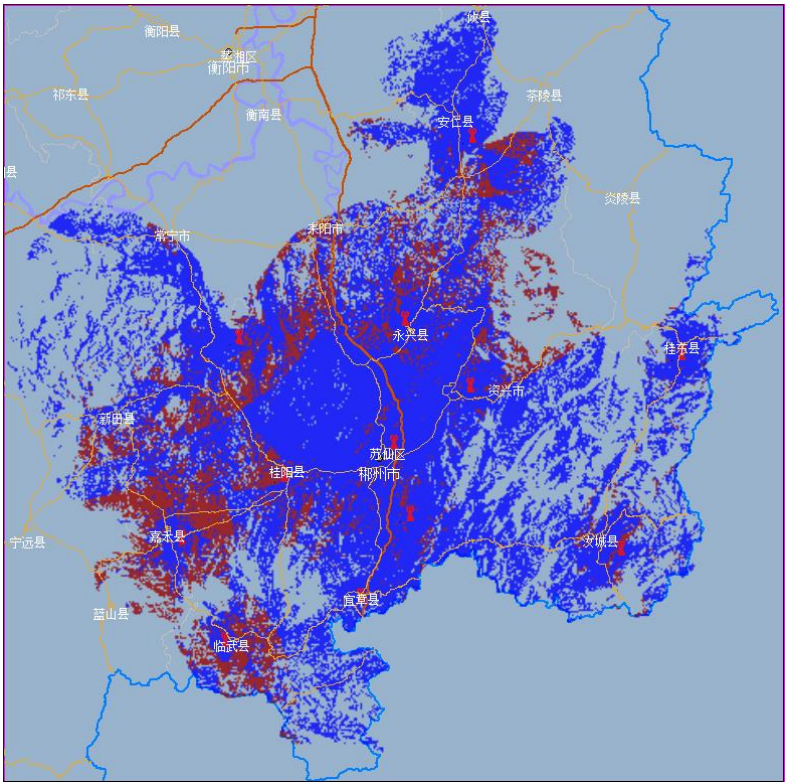 攸县
衡阳县
蒸湘区
衡阳市
祁东县
茶陵县
衡南县
安仁县
县
炎陵县
耒阳市
常宁市
永兴县
桂东县
资兴市
新田县
苏仙区
桂阳县
郴州市
嘉禾县
宁远县
汝城县
宜章县
蓝山县
临武县